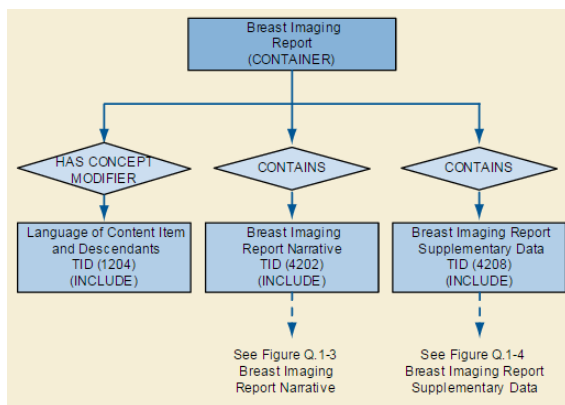 Breast Imaging
Report
(CONTAINER)
HAS CONCEPT
MODIFIER
CONTAINS
CONTAINS
Language of Content Item
and Descendants
TID (1204)
(INCLUDE)
Breast Imaging
Report Narrative
TID (4202)
(INCLUDE)
Breast Imaging Report
Supplementary Data
TID (4208)
(INCLUDE)
See Figure Q.1-3
Breast Imaging
Report Narrative
See Figure Q.1-4
Breast Imaging Report
Supplementary Data